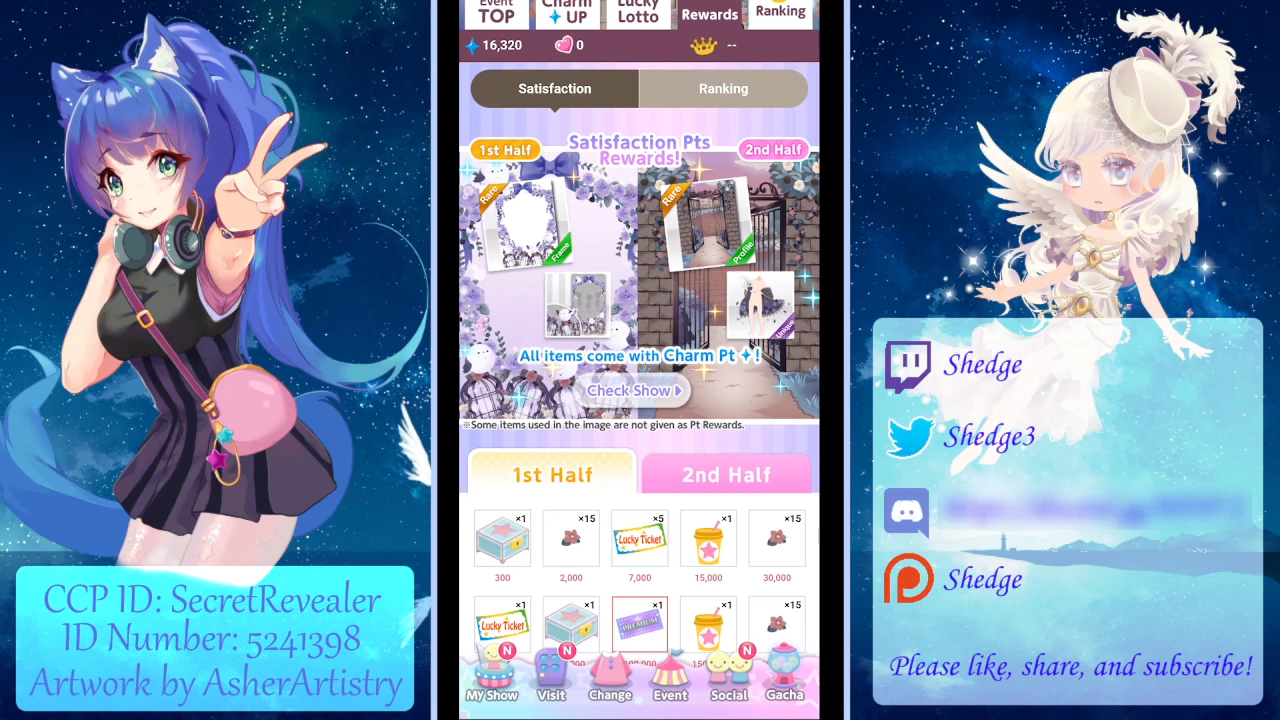 Event
TOP
Charm
UP
Lucky
Lotto
Rewards
Ranking
16,320
0
--
Satisfaction
Ranking
1st Half
Satisfaction Pts
Rewards!
2nd Half
Rare
Frame
Rare
Profile
Unique
All items come with Charm Pt !
Check Show
※Some items used in the image are not given as Pt Rewards.
1st Half
2nd Half
×1
×15
×5
×1
×15
Lucky Ticket
300
2,000
7,000
15,000
30,000
×1
×1
×1
×1
×15
Lucky Ticket
PREMIUM
N
N
N
My Show
Visit
Change
Event
Social
Gacha
CCP ID: SecretRevealer
ID Number: 5241398
Artwork by AsherArtistry
Shedge
Shedge3
Shedge
Please like, share, and subscribe!